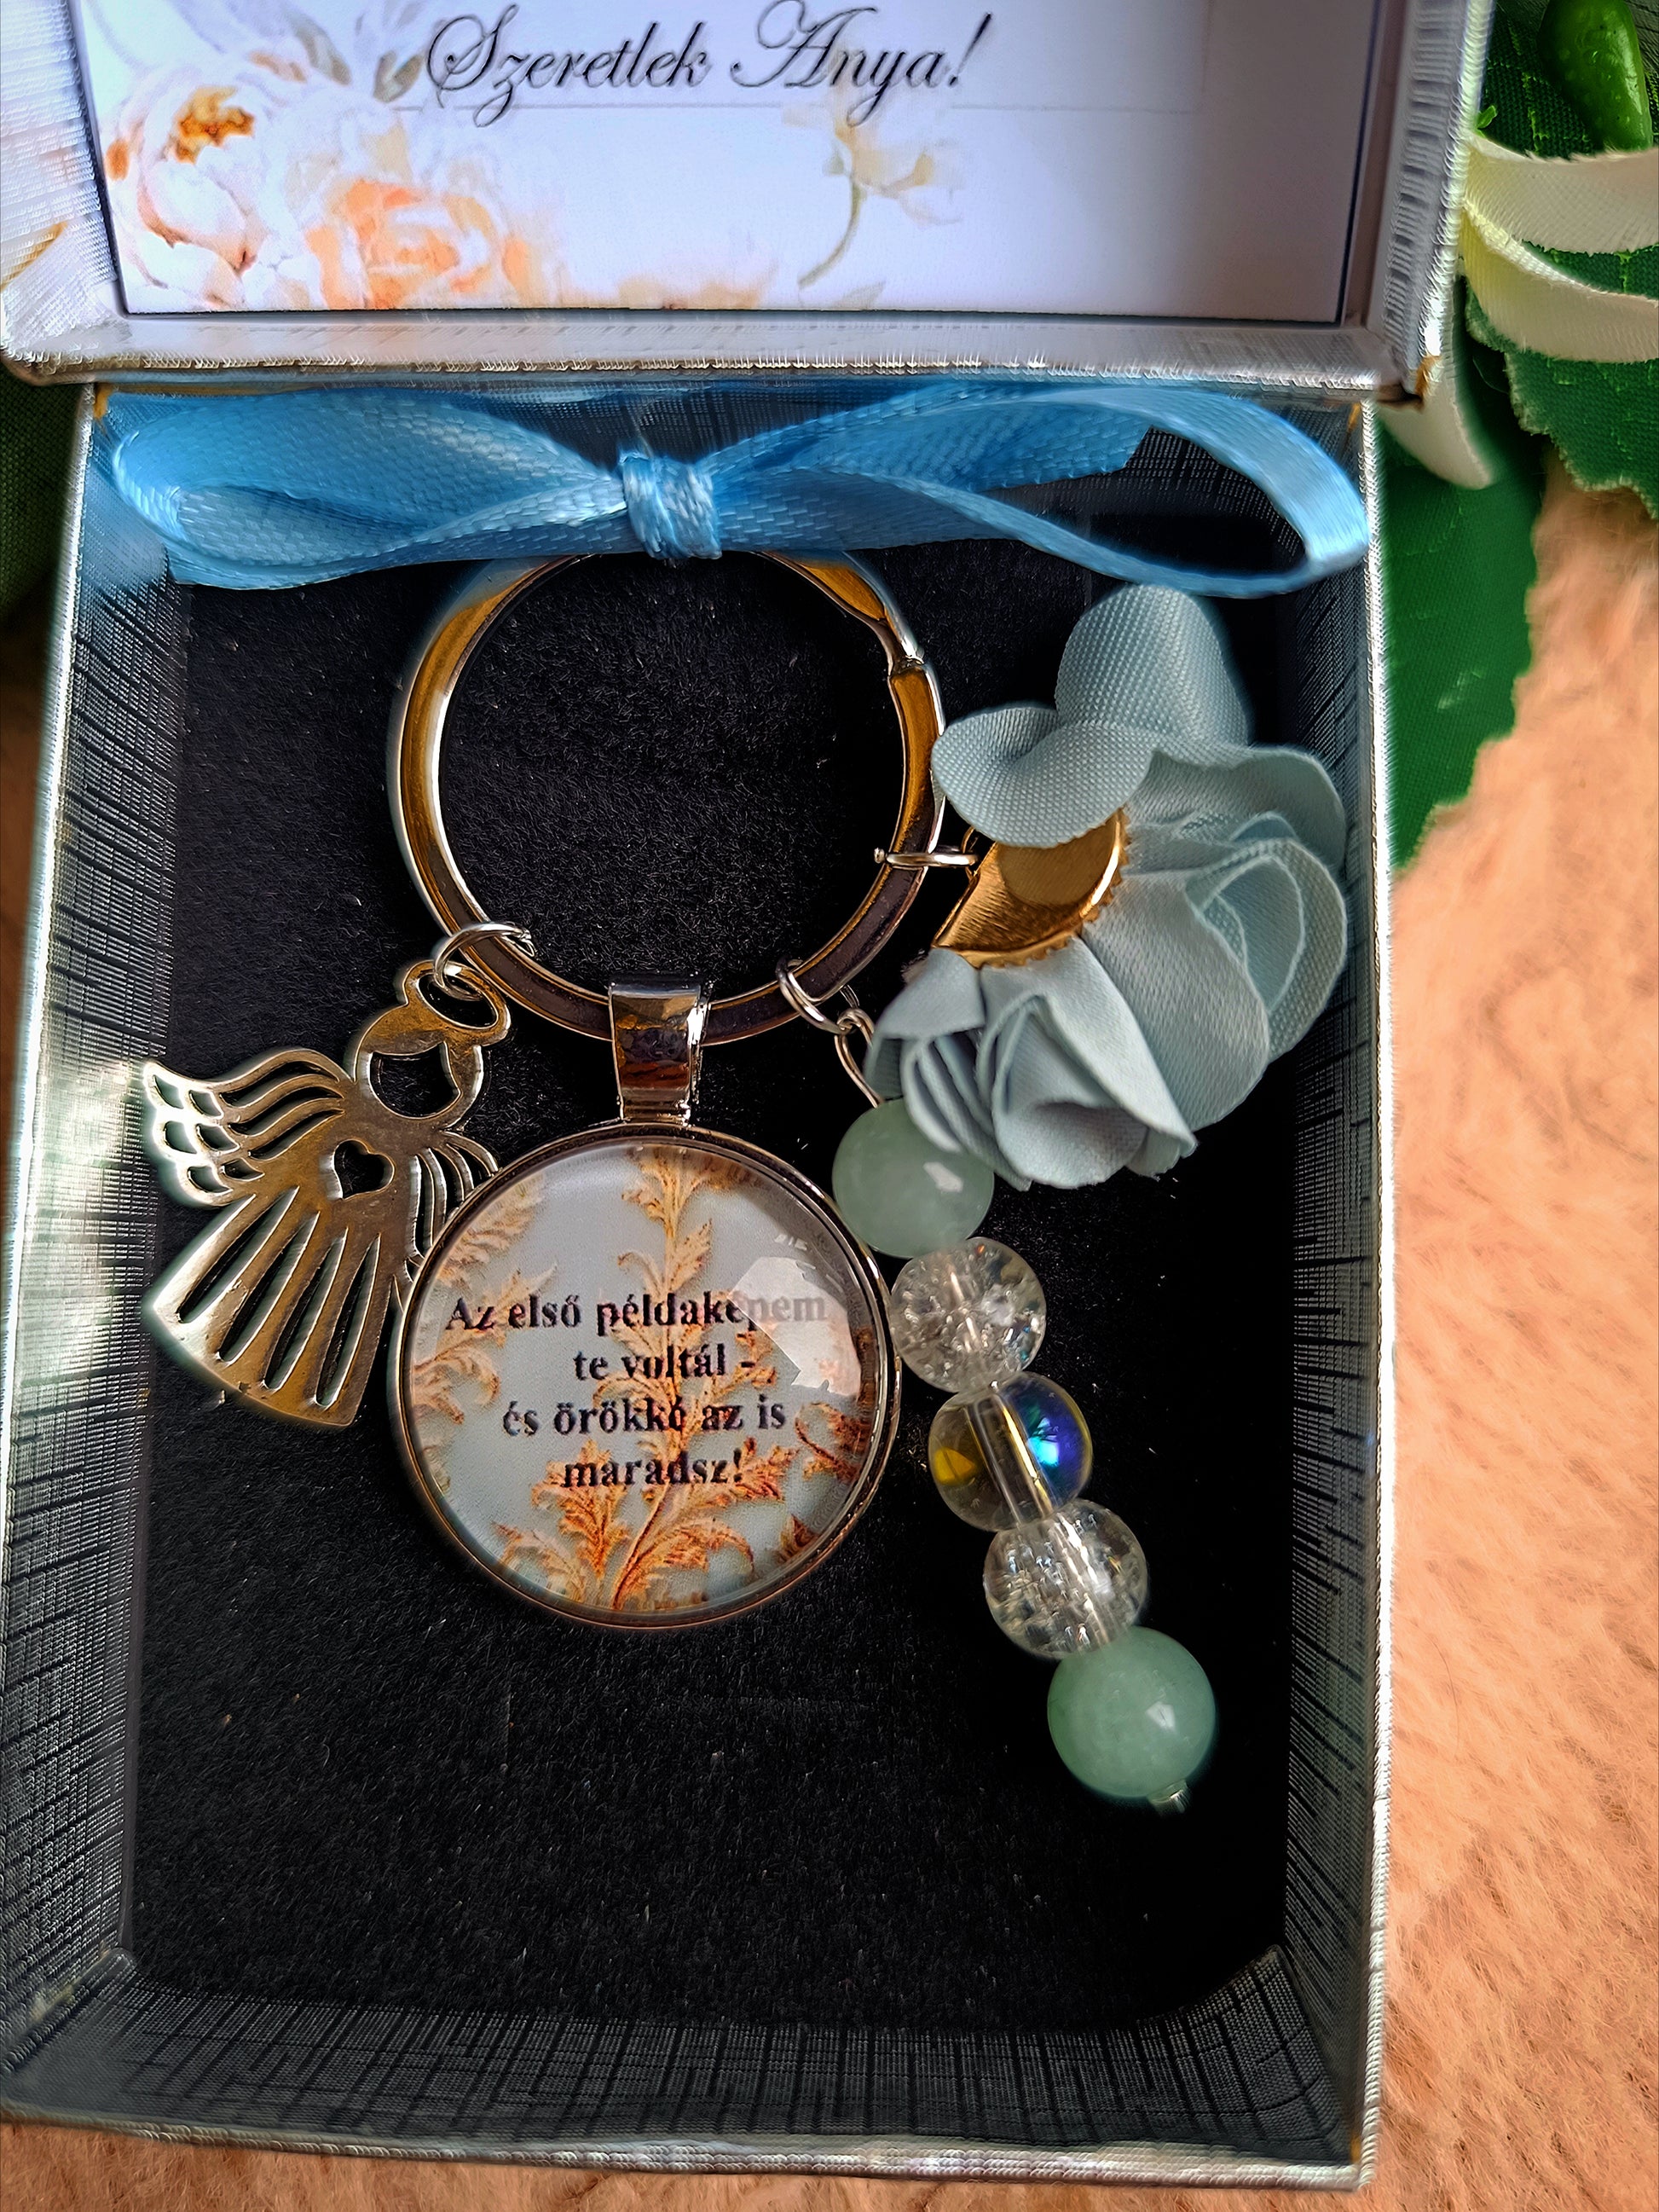 Szeretlek Anya!
Az első példaképem
te voltál -
és örökké az is
maradsz!